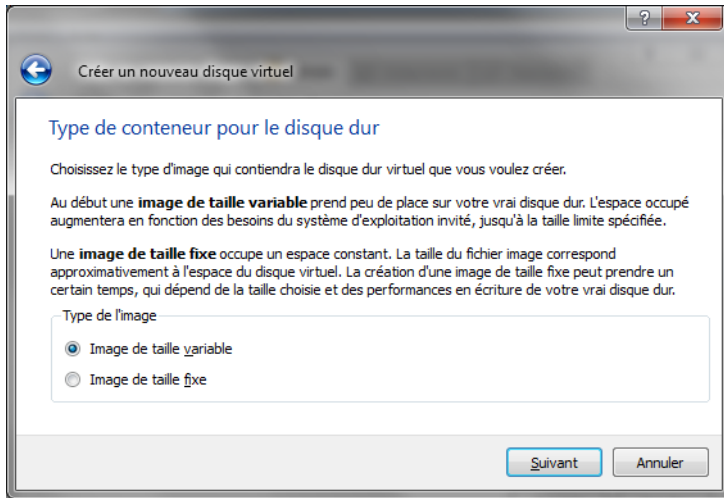 ?
Créer un nouveau disque virtuel
Type de conteneur pour le disque dur
Choisissez le type d'image qui contiendra le disque dur virtuel que vous voulez créer.
Au début une image de taille variable prend peu de place sur votre vrai disque dur. L'espace occupé
augmentera en fonction des besoins du système d'exploitation invité, jusqu'à la taille limite spécifiée.
Une image de taille fixe occupe un espace constant. La taille du fichier image correspond
approximativement à l'espace du disque virtuel. La création d'une image de taille fixe peut prendre un
certain temps, qui dépend de la taille choisie et des performances en écriture de votre vrai disque dur.
Type de l'image
Image de taille variable
Image de taille fixe
Suivant Annuler